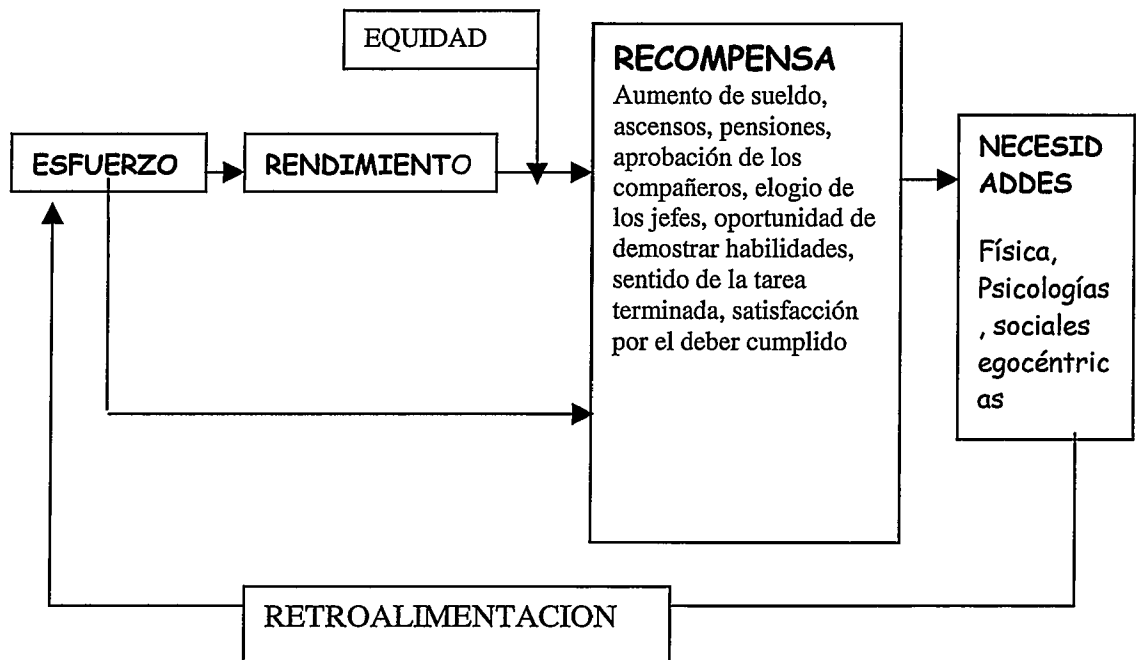 EQUIDAD
ESFUERZO
RENDIMIENTO
RECOMPENSA
Aumento de sueldo,
ascensos, pensiones,
aprobación de los
compañeros, elogio de
los jefes, oportunidad de
demostrar habilidades,
sentido de la tarea
terminada, satisfacción
por el deber cumplido
NECESID
ADDES
Física,
Psicologías
, sociales
egocéntric
as
RETROALIMENTACION